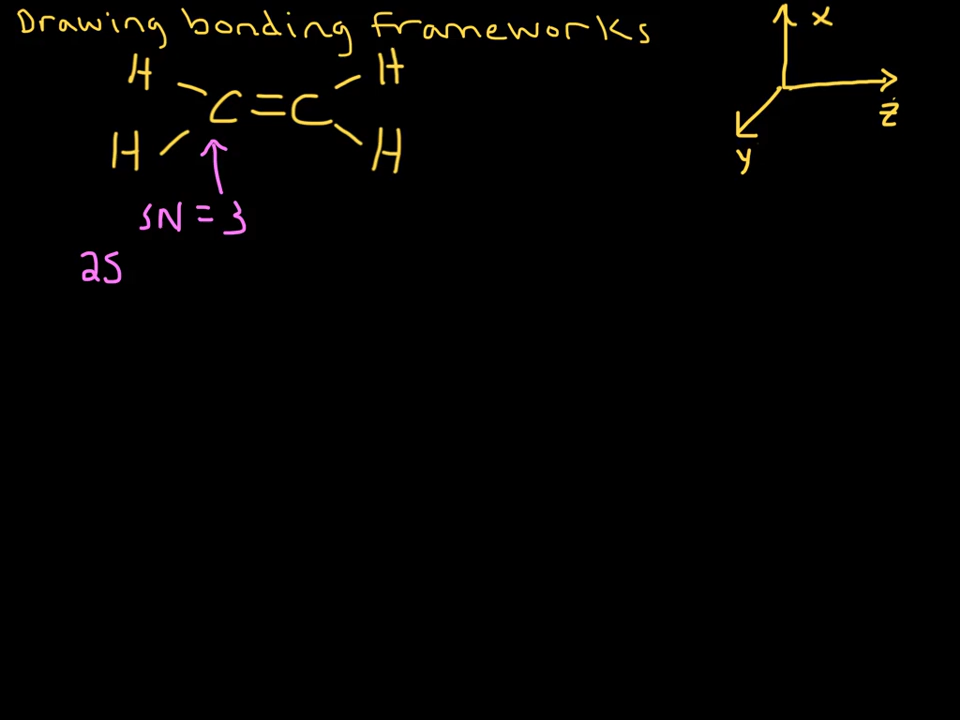 Drawing bonding frameworks
H H
C=C
H H
SN = 3
2S
x
z
y